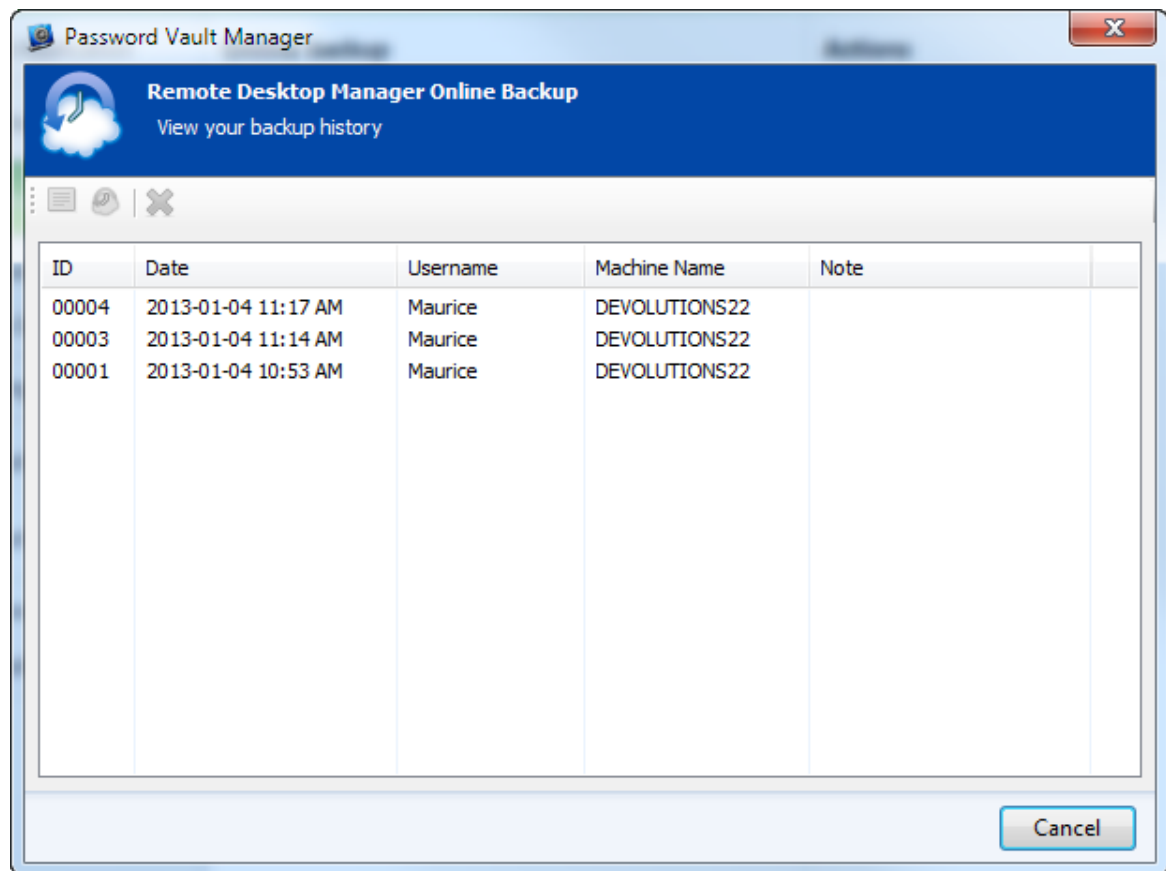 Password Vault Manager
Remote Desktop Manager Online Backup
View your backup history
ID Date Username Machine Name Note
00004 2013-01-04 11:17 AM Maurice DEVOLUTIONS22
00003 2013-01-04 11:14 AM Maurice DEVOLUTIONS22
00001 2013-01-04 10:53 AM Maurice DEVOLUTIONS22
Cancel